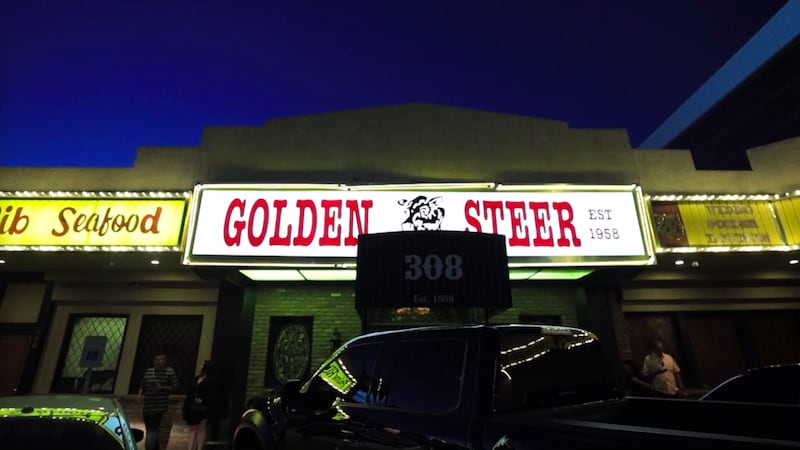 ib Seafood
GOLDEN STEER
EST
1958
308
Est. 1958